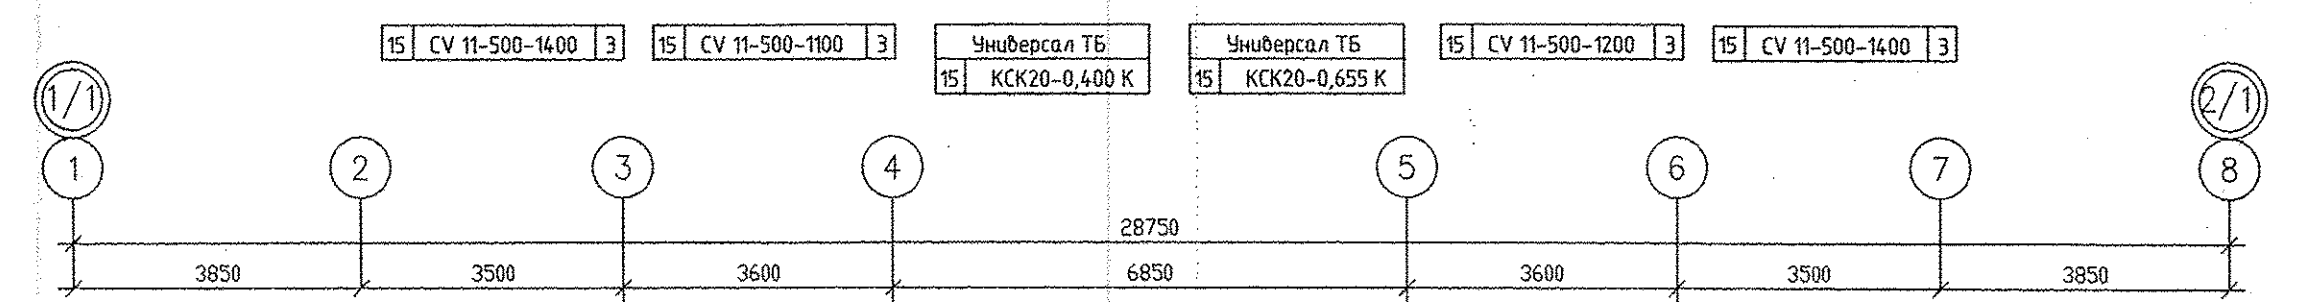 15 CV 11-500-1400 3
15 CV 11-500-1100 3
Универсал ТБ
15 КСК20-0,400 К
Универсал ТБ
15 КСК20-0,655 К
15 CV 11-500-1200 3
15 CV 11-500-1400 3
1/1
2/1
1 2 3 4 5 6 7 8
28750
3850 3500 3600 6850 3600 3500 3850